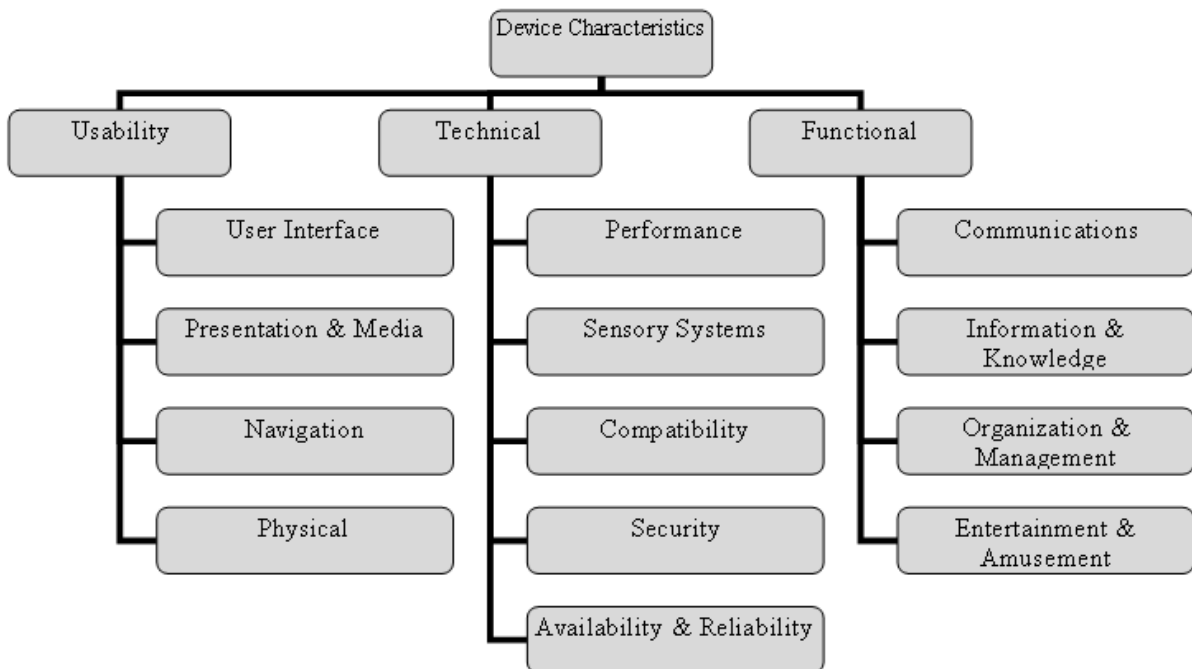 Device Characteristics
Usability
Technical
Functional
User Interface
Performance
Communications
Presentation & Media
Sensory Systems
Information &
Knowledge
Navigation
Compatibility
Organization &
Management
Physical
Security
Entertainment &
Amusement
Availability & Reliability